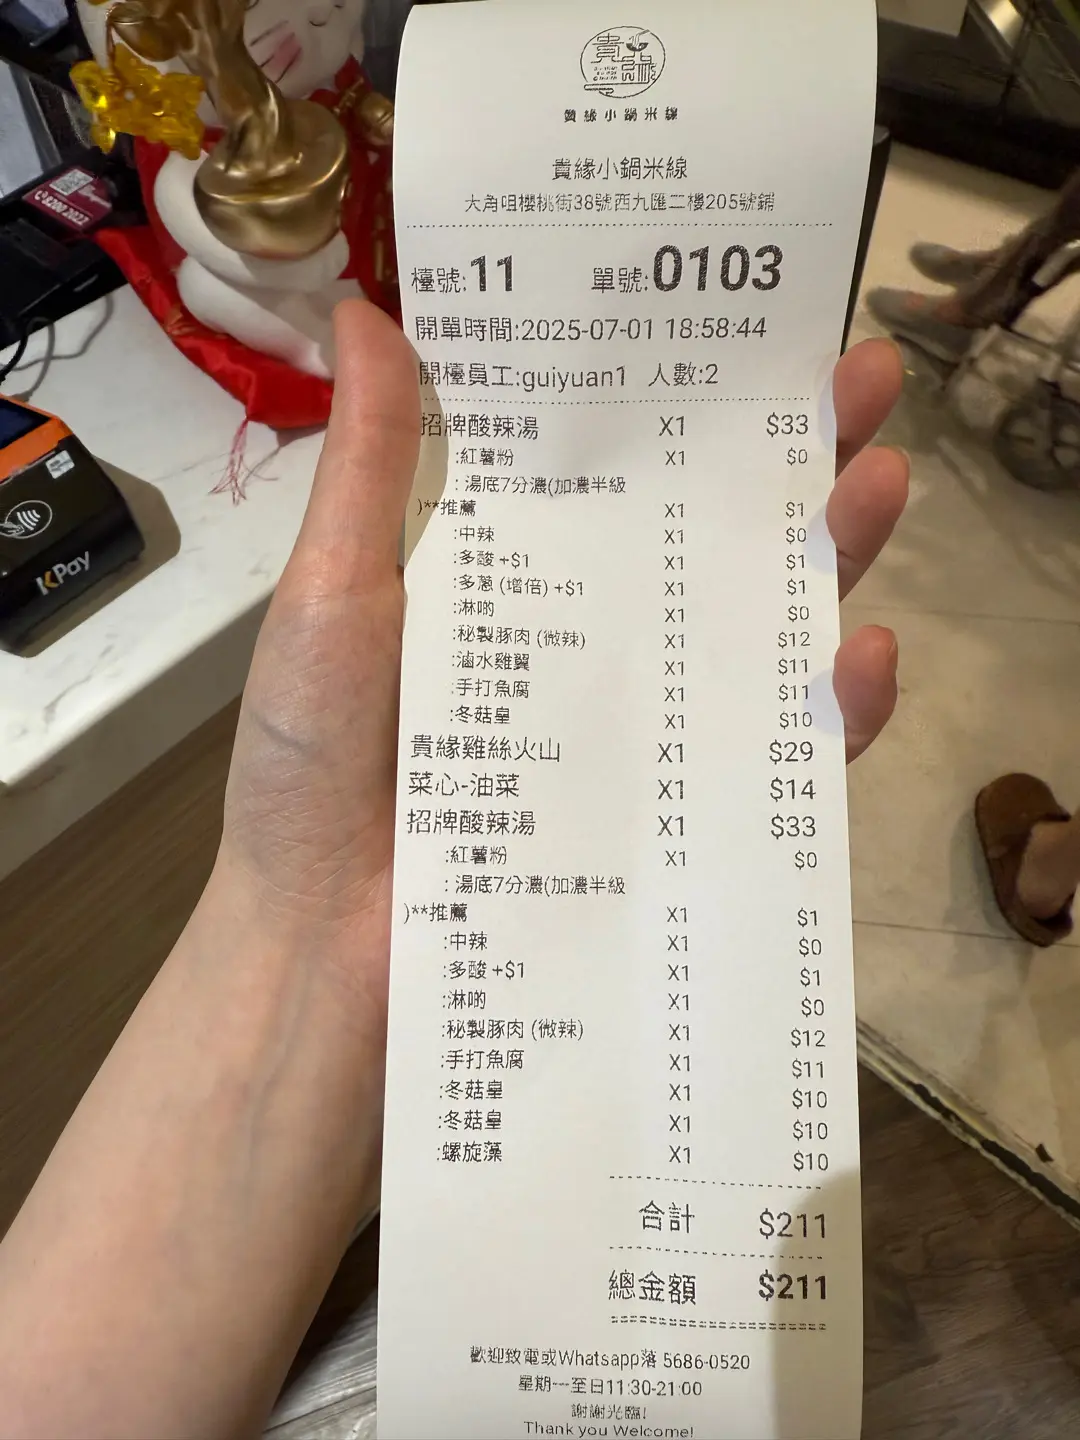 貴緣小鍋米線
貴緣小鍋米線
大角咀櫻桃街38號西九匯二樓205號鋪
檯號:11 單號:0103
開單時間:2025-07-01 18:58:44
開檯員工:guiyuan1 人數:2
招牌酸辣湯 X1 $33
:紅薯粉 X1 $0
:湯底7分濃(加濃半級
)**推薦 X1 $1
:中辣 X1 $0
:多酸 +$1 X1 $1
:多蔥 (增倍) +$1 X1 $1
:淋啲 X1 $0
:秘製豚肉 (微辣) X1 $12
:滷水雞翼 X1 $11
:手打魚腐 X1 $11
:冬菇皇 X1 $10
貴緣雞絲火山 X1 $29
菜心-油菜 X1 $14
招牌酸辣湯 X1 $33
:紅薯粉 X1 $0
:湯底7分濃(加濃半級
)**推薦 X1 $1
:中辣 X1 $0
:多酸 +$1 X1 $1
:淋啲 X1 $0
:秘製豚肉 (微辣) X1 $12
:手打魚腐 X1 $11
:冬菇皇 X1 $10
:冬菇皇 X1 $10
:螺旋藻 X1 $10
合計 $211
總金額 $211
歡迎致電或Whatsapp落 5686-0520
星期一至日11:30-21:00
謝謝光臨!
Thank you Welcome!
KPay